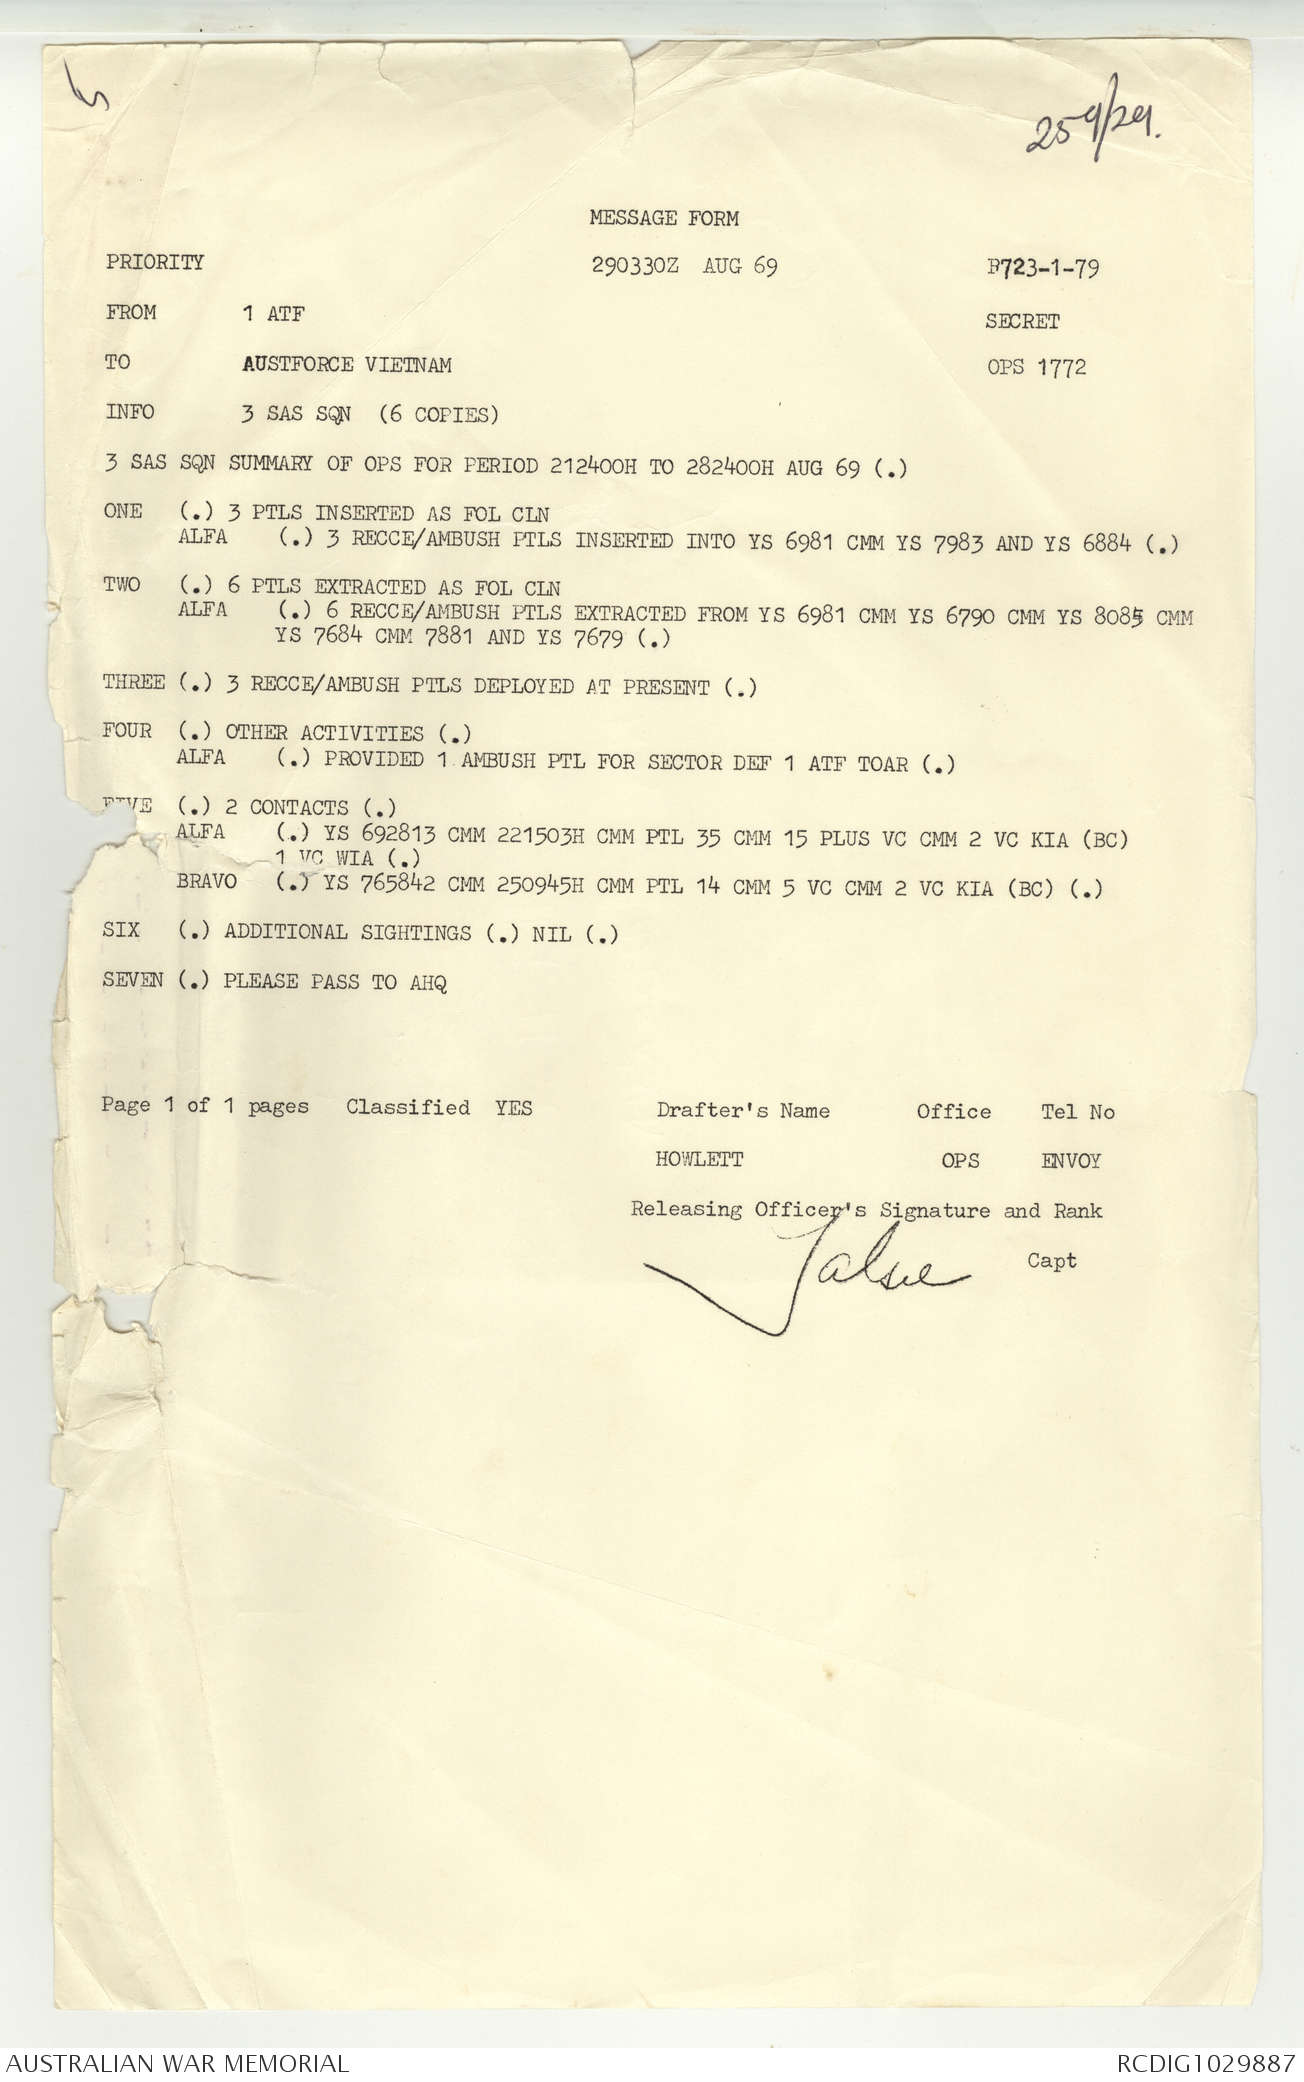 259/29.
MESSAGE FORM
PRIORITY 290330Z AUG 69 B723-1-79
FROM 1 ATF
SECRET
TO AUSTFORCE VIETNAM OPS 1772
INFO 3 SAS SQN (6 COPIES)
3 SAS SQN SUMMARY OF OPS FOR PERIOD 212400H TO 282400H AUG 69 (.)
ONE (.) 3 PTLS INSERTED AS FOL CLN
ALFA (.) 3 RECCE/AMBUSH PTLS INSERTED INTO YS 6981 CMM YS 7983 AND YS 6884 (.)
TWO (.) 6 PTLS EXTRACTED AS FOL CLN
ALFA (.) 6 RECCE/AMBUSH PTLS EXTRACTED FROM YS 6981 CMM YS 6790 CMM YS 8085 CMM
YS 7684 CMM 7881 AND YS 7679 (.)
THREE (.) 3 RECCE/AMBUSH PTLS DEPLOYED AT PRESENT (.)
FOUR (.) OTHER ACTIVITIES (.)
ALFA (.) PROVIDED 1 AMBUSH PTL FOR SECTOR DEF 1 ATF TOAR (.)
FIVE (.) 2 CONTACTS (.)
ALFA (.) YS 692813 CMM 221503H CMM PTL 35 CMM 15 PLUS VC CMM 2 VC KIA (BC)
1 VC WIA (.)
BRAVO (.) YS 765842 CMM 250945H CMM PTL 14 CMM 5 VC CMM 2 VC KIA (BC) (.)
SIX (.) ADDITIONAL SIGHTINGS (.) NIL (.)
SEVEN (.) PLEASE PASS TO AHQ
Page 1 of 1 pages Classified YES Drafter's Name Office Tel No
HOWLETT OPS ENVOY
Releasing Officer's Signature and Rank
Capt
AUSTRALIAN WAR MEMORIAL RCDIG1029887